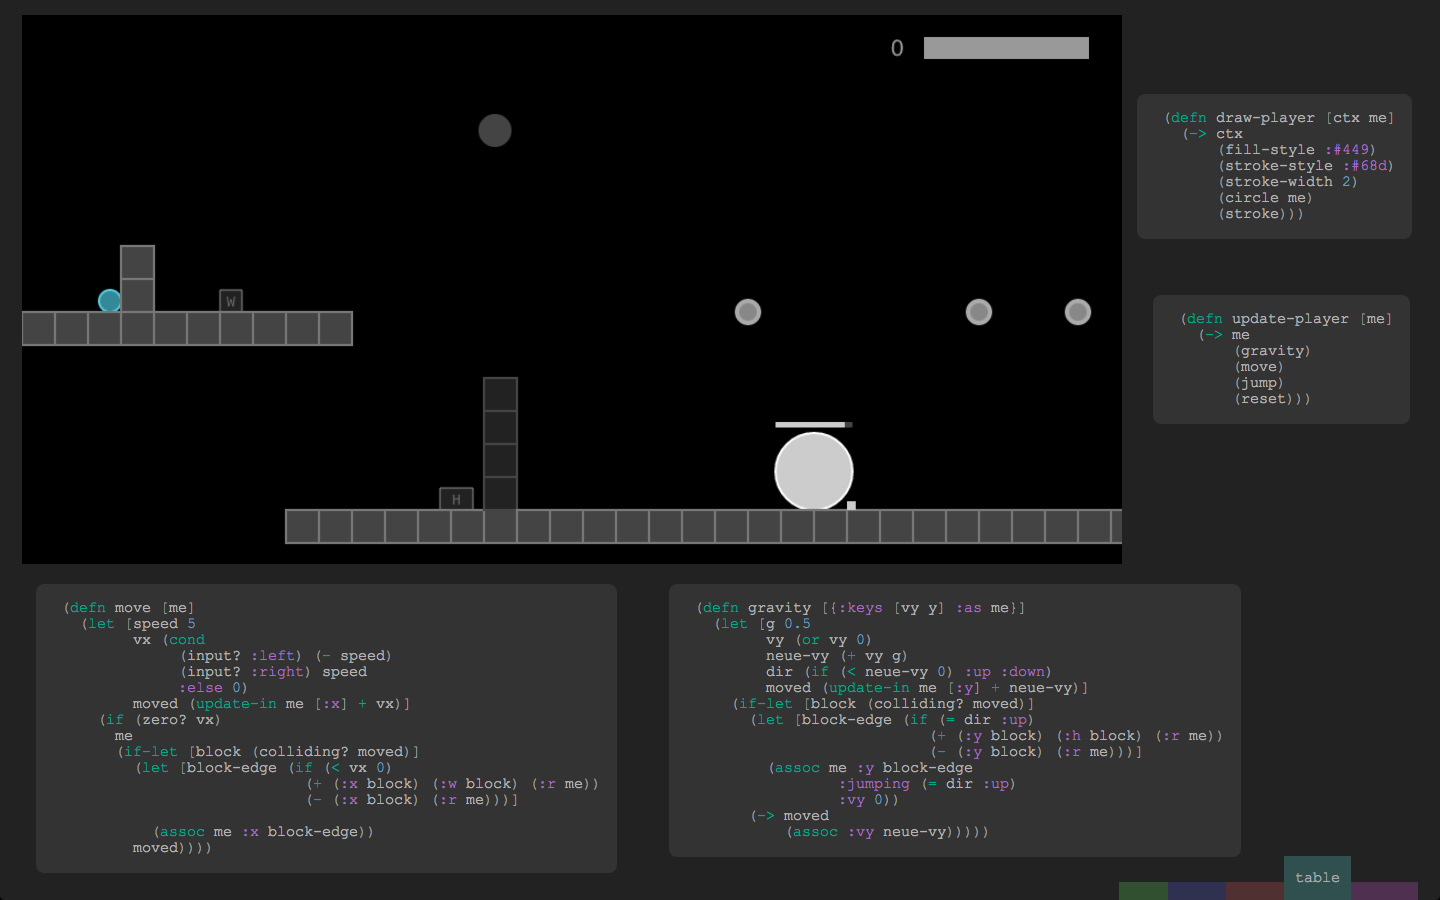 0
W
H
(defn draw-player [ctx me]
  (-> ctx
      (fill-style :#449)
      (stroke-style :#68d)
      (stroke-width 2)
      (circle me)
      (stroke)))
(defn update-player [me]
  (-> me
      (gravity)
      (move)
      (jump)
      (reset)))
(defn move [me]
  (let [speed 5
        vx (cond
             (input? :left) (- speed)
             (input? :right) speed
             :else 0)
        moved (update-in me [:x] + vx)]
    (if (zero? vx)
      me
      (if-let [block (colliding? moved)]
        (let [block-edge (if (< vx 0)
                           (+ (:x block) (:w block) (:r me))
                           (- (:x block) (:r me)))]
          (assoc me :x block-edge))
        moved))))
(defn gravity [{:keys [vy y] :as me}]
  (let [g 0.5
        vy (or vy 0)
        neue-vy (+ vy g)
        dir (if (< neue-vy 0) :up :down)
        moved (update-in me [:y] + neue-vy)]
    (if-let [block (colliding? moved)]
      (let [block-edge (if (= dir :up)
                         (+ (:y block) (:h block) (:r me))
                         (- (:y block) (:r me)))]
        (assoc me :y block-edge
               :jumping (= dir :up)
               :vy 0))
      (-> moved
          (assoc :vy neue-vy)))))
table